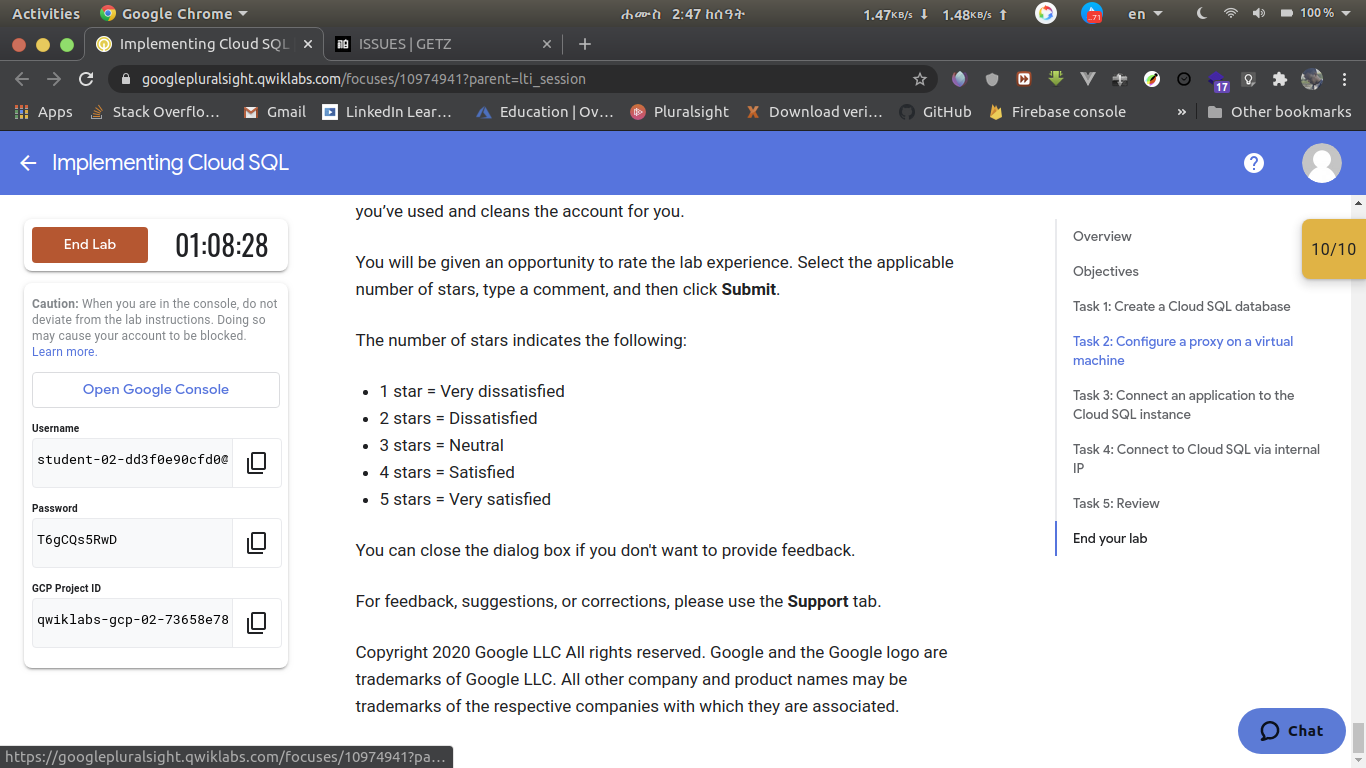 Activities
Google Chrome
ሐሙስ 2:47 ከሰዓት
1.47KB/s
1.48KB/s
71
en
100 %
Implementing Cloud SQL
ISSUES | GETZ
googlepluralsight.qwiklabs.com/focuses/10974941?parent=lti_session
17
Apps
Stack Overflo…
Gmail
LinkedIn Lear…
Education | Ov…
Pluralsight
Download veri…
GitHub
Firebase console
»
Other bookmarks
Implementing Cloud SQL
End Lab
01:08:28
Caution: When you are in the console, do not
deviate from the lab instructions. Doing so
may cause your account to be blocked.
Learn more.
Open Google Console
Username
student-02-dd3f0e90cfd0@
Password
T6gCQs5RwD
GCP Project ID
qwiklabs-gcp-02-73658e78
you’ve used and cleans the account for you.
You will be given an opportunity to rate the lab experience. Select the applicable
number of stars, type a comment, and then click Submit.
The number of stars indicates the following:
• 1 star = Very dissatisfied
• 2 stars = Dissatisfied
• 3 stars = Neutral
• 4 stars = Satisfied
• 5 stars = Very satisfied
You can close the dialog box if you don't want to provide feedback.
For feedback, suggestions, or corrections, please use the Support tab.
Copyright 2020 Google LLC All rights reserved. Google and the Google logo are
trademarks of Google LLC. All other company and product names may be
trademarks of the respective companies with which they are associated.
Overview
Objectives
Task 1: Create a Cloud SQL database
Task 2: Configure a proxy on a virtual
machine
Task 3: Connect an application to the
Cloud SQL instance
Task 4: Connect to Cloud SQL via internal
IP
Task 5: Review
End your lab
10/10
Chat
https://googlepluralsight.qwiklabs.com/focuses/10974941?pa…